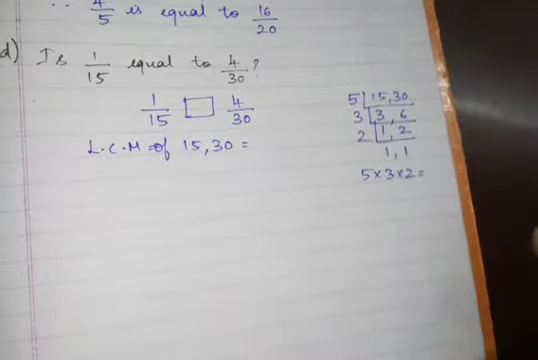 ∴ 4/5 is equal to 16/20
d) Is 1/15 equal to 4/30?
1/15 □ 4/30
L.C.M of 15, 30 =
5 | 15, 30
3 | 3, 6
2 | 1, 2
1, 1
5×3×2=